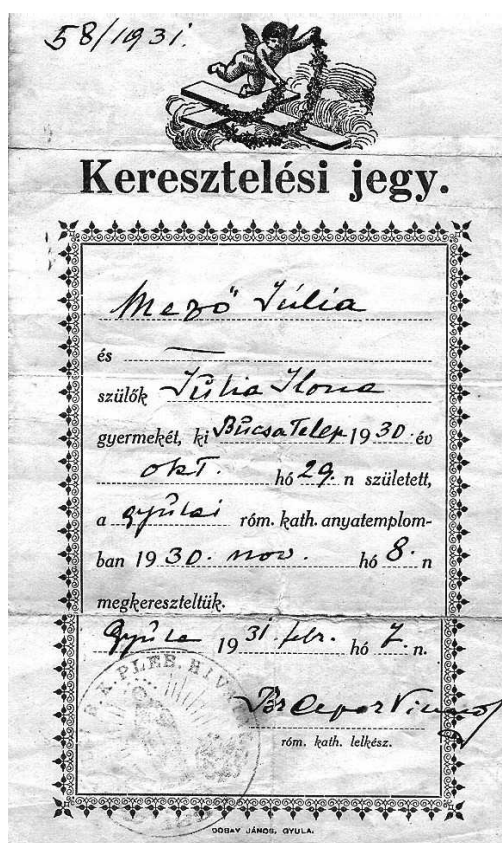 58/1931.
Keresztelési jegy.
Mező Júlia
és —
szülők Júlia Ilona
gyermekét, ki Bucsatelep 1930 év
okt. hó 29. n született,
a gyulai róm. kath. anyatemplom-
ban 1930. nov. hó 8. n
megkereszteltük.
Gyula 1931. febr. hó 7. n.
róm. kath. lelkész.
R. K. PLEB. HIV
DOBAY JÁNOS, GYULA.